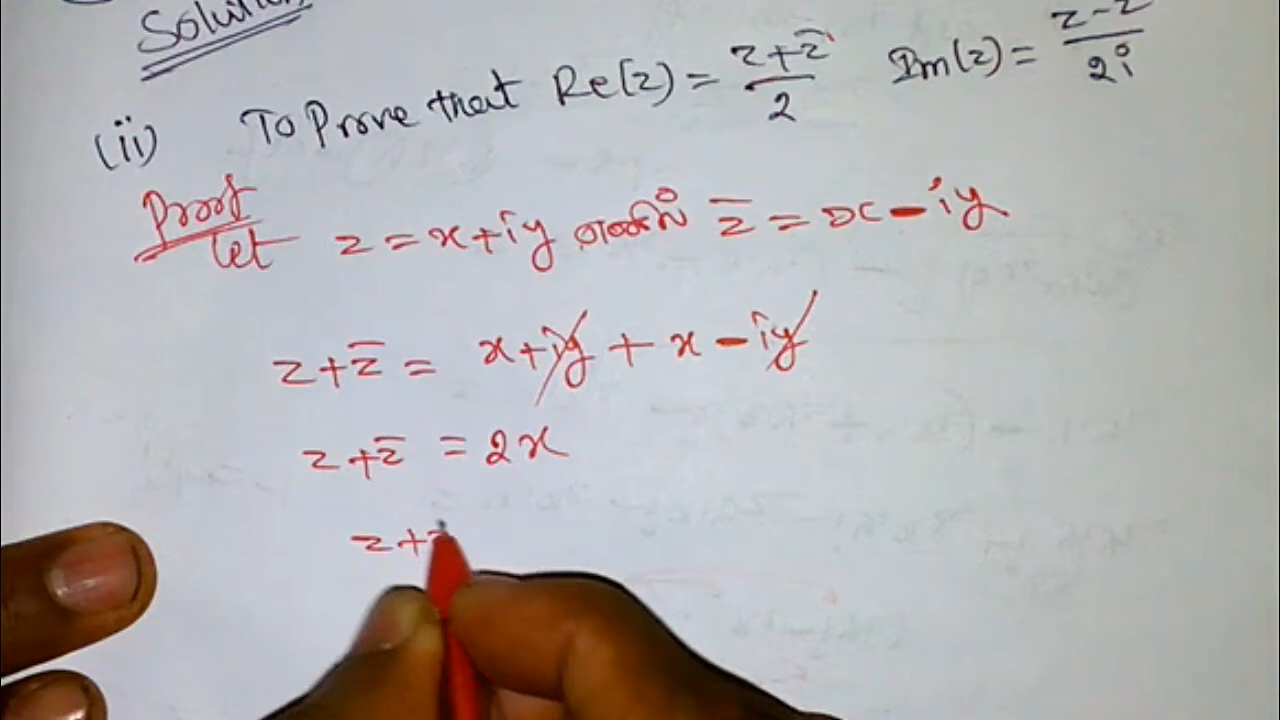 Solution
(ii) To Prove that Re(z) = z+z̄/2 Im(z) = z-z̄/2i
Proof
Let z = x+iy எனில் z̄ = x-iy
z+z̄ = x+iy + x-iy
z+z̄ = 2x
z+z̄